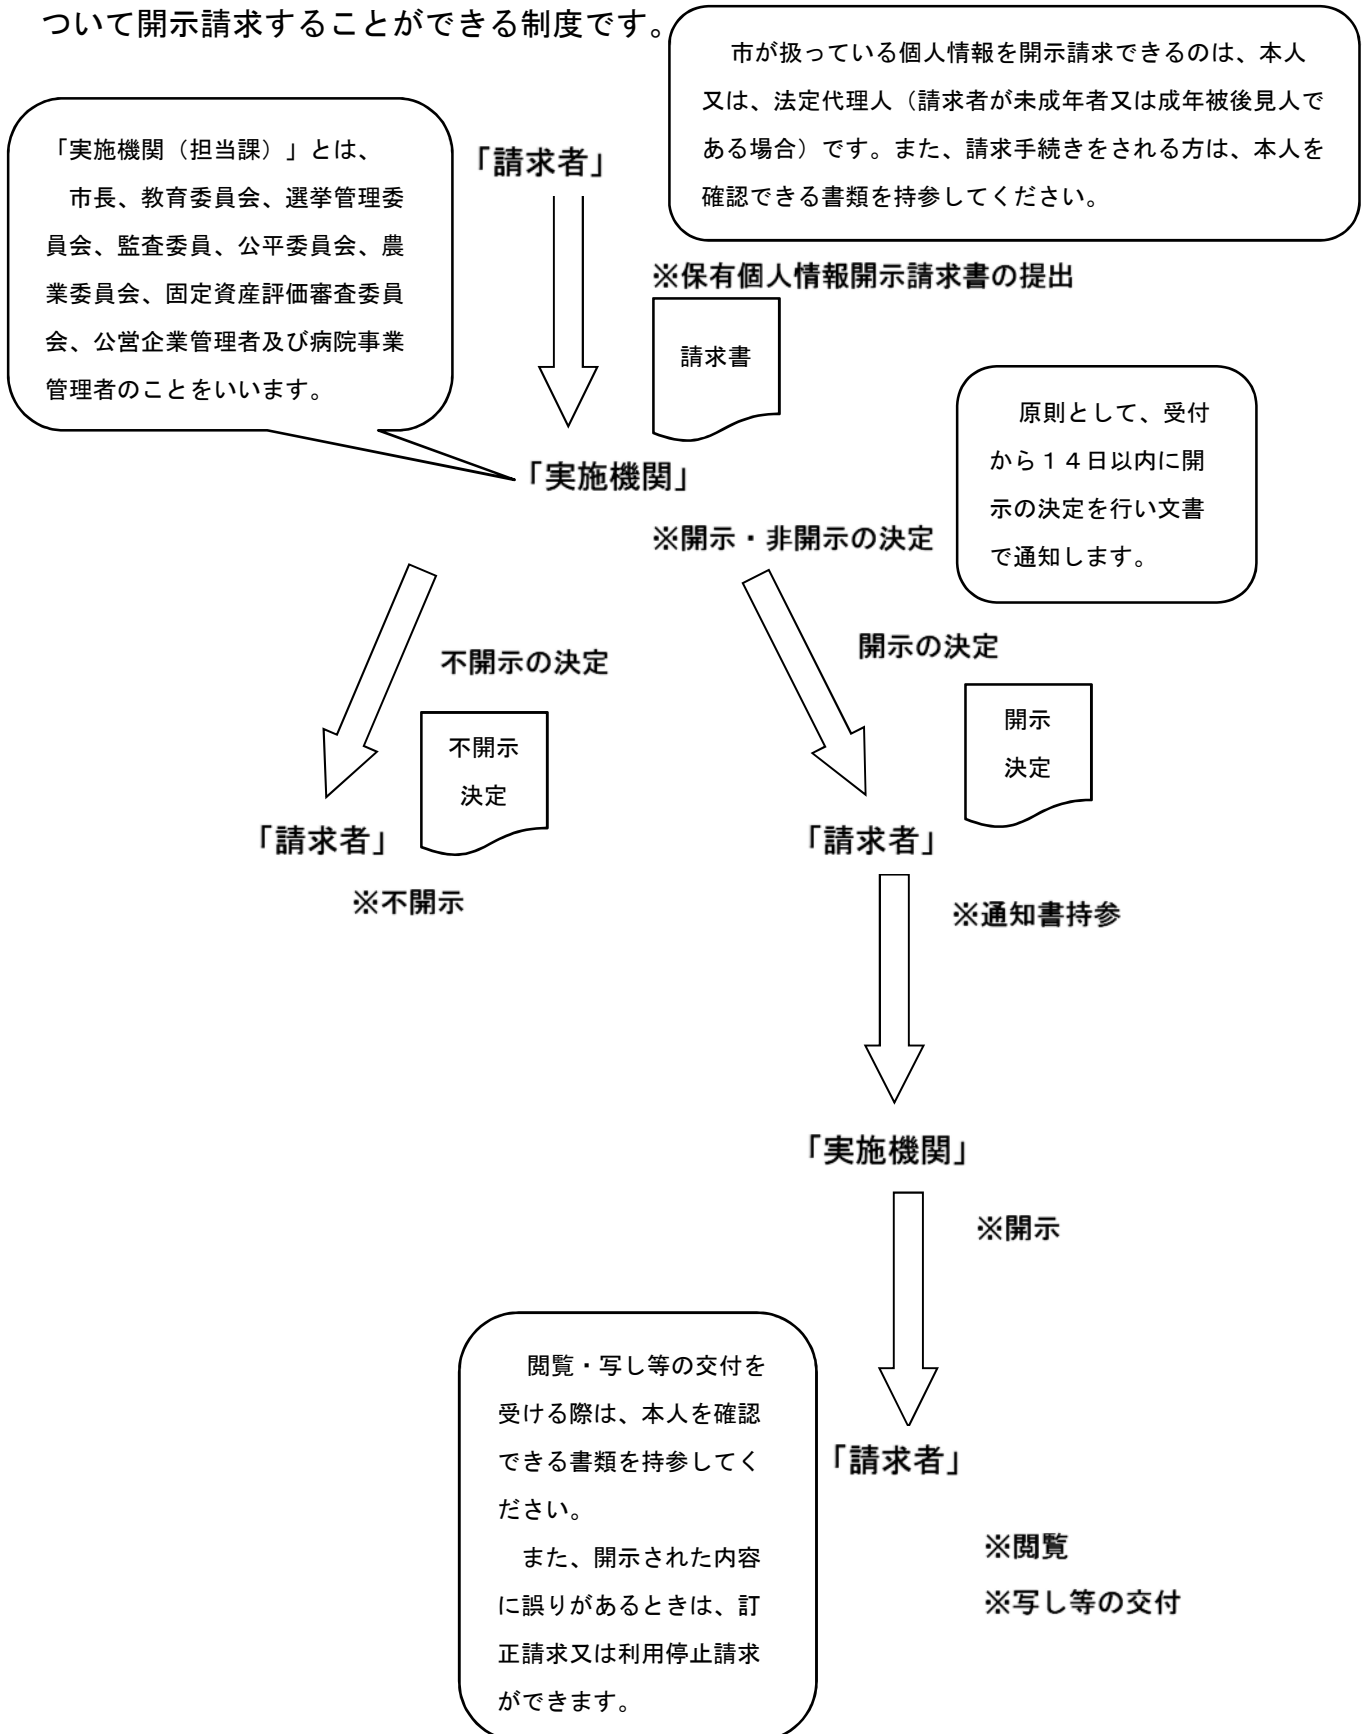 ついて開示請求することができる制度です。
市が扱っている個人情報を開示請求できるのは、本人
又は、法定代理人（請求者が未成年者又は成年被後見人で
ある場合）です。また、請求手続きをされる方は、本人を
確認できる書類を持参してください。
「実施機関（担当課）」とは、
市長、教育委員会、選挙管理委
員会、監査委員、公平委員会、農
業委員会、固定資産評価審査委員
会、公営企業管理者及び病院事業
管理者のことをいいます。
「請求者」
※保有個人情報開示請求書の提出
請求書
「実施機関」
※開示・非開示の決定
原則として、受付
から１４日以内に開
示の決定を行い文書
で通知します。
不開示の決定
開示の決定
不開示
決定
開示
決定
「請求者」
※不開示
「請求者」
※通知書持参
「実施機関」
※開示
閲覧・写し等の交付を
受ける際は、本人を確認
できる書類を持参してく
ださい。
また、開示された内容
に誤りがあるときは、訂
正請求又は利用停止請求
ができます。
「請求者」
※閲覧
※写し等の交付